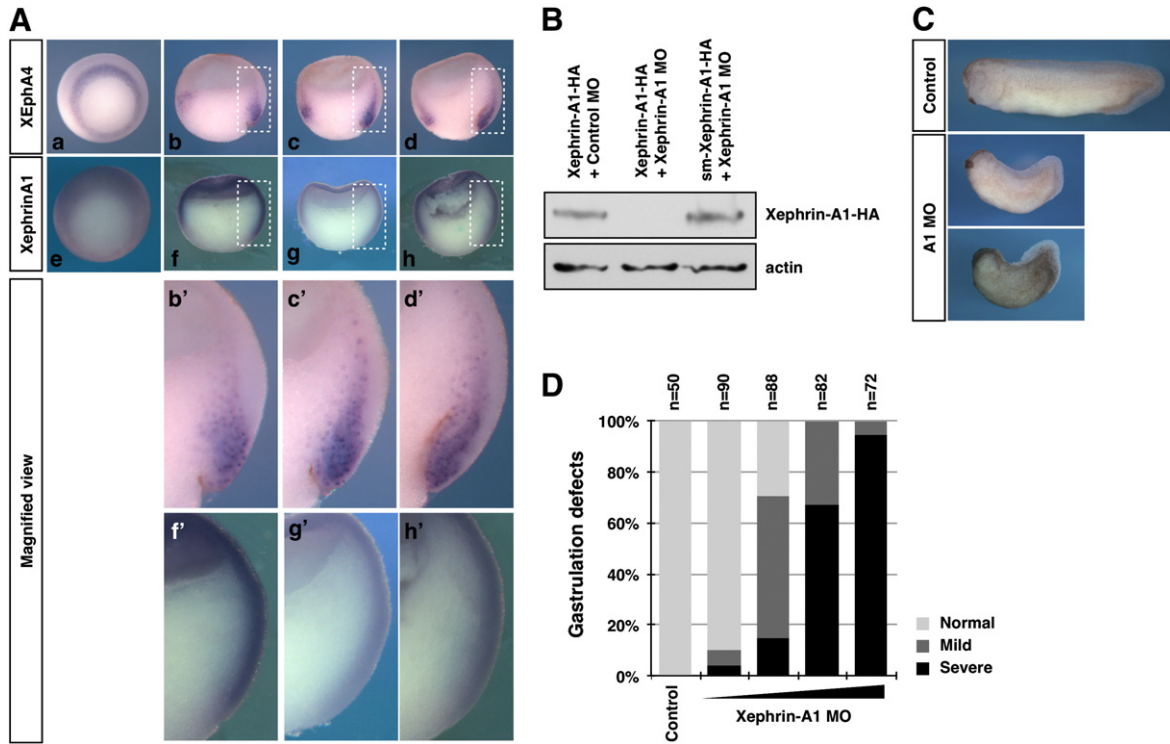 A
XEphA4
a
b
c
d
XephrinA1
e
f
g
h
Magnified view
b’
c’
d’
f’
g’
h’
B
Xephrin-A1-HA
+ Control MO
Xephrin-A1-HA
+ Xephrin-A1 MO
sm-Xephrin-A1-HA
+ Xephrin-A1 MO
Xephrin-A1-HA
actin
C
Control
A1 MO
D
n=50
n=90
n=88
n=82
n=72
Gastrulation defects
100%
80%
60%
40%
20%
0%
Control
Xephrin-A1 MO
Normal
Mild
Severe